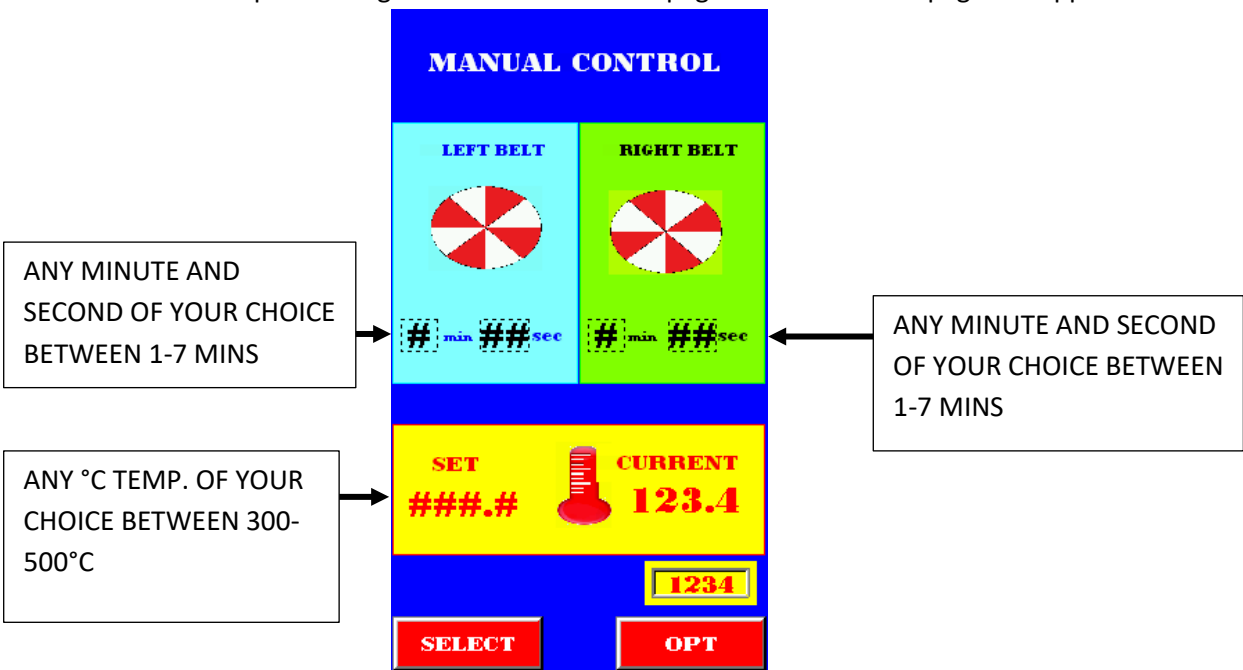 MANUAL CONTROL
LEFT BELT
RIGHT BELT
ANY MINUTE AND
SECOND OF YOUR CHOICE
BETWEEN 1-7 MINS
# min ## sec
# min ## sec
ANY MINUTE AND SECOND
OF YOUR CHOICE BETWEEN
1-7 MINS
ANY °C TEMP. OF YOUR
CHOICE BETWEEN 300-
500°C
SET
###.#
CURRENT
123.4
1234
SELECT
OPT